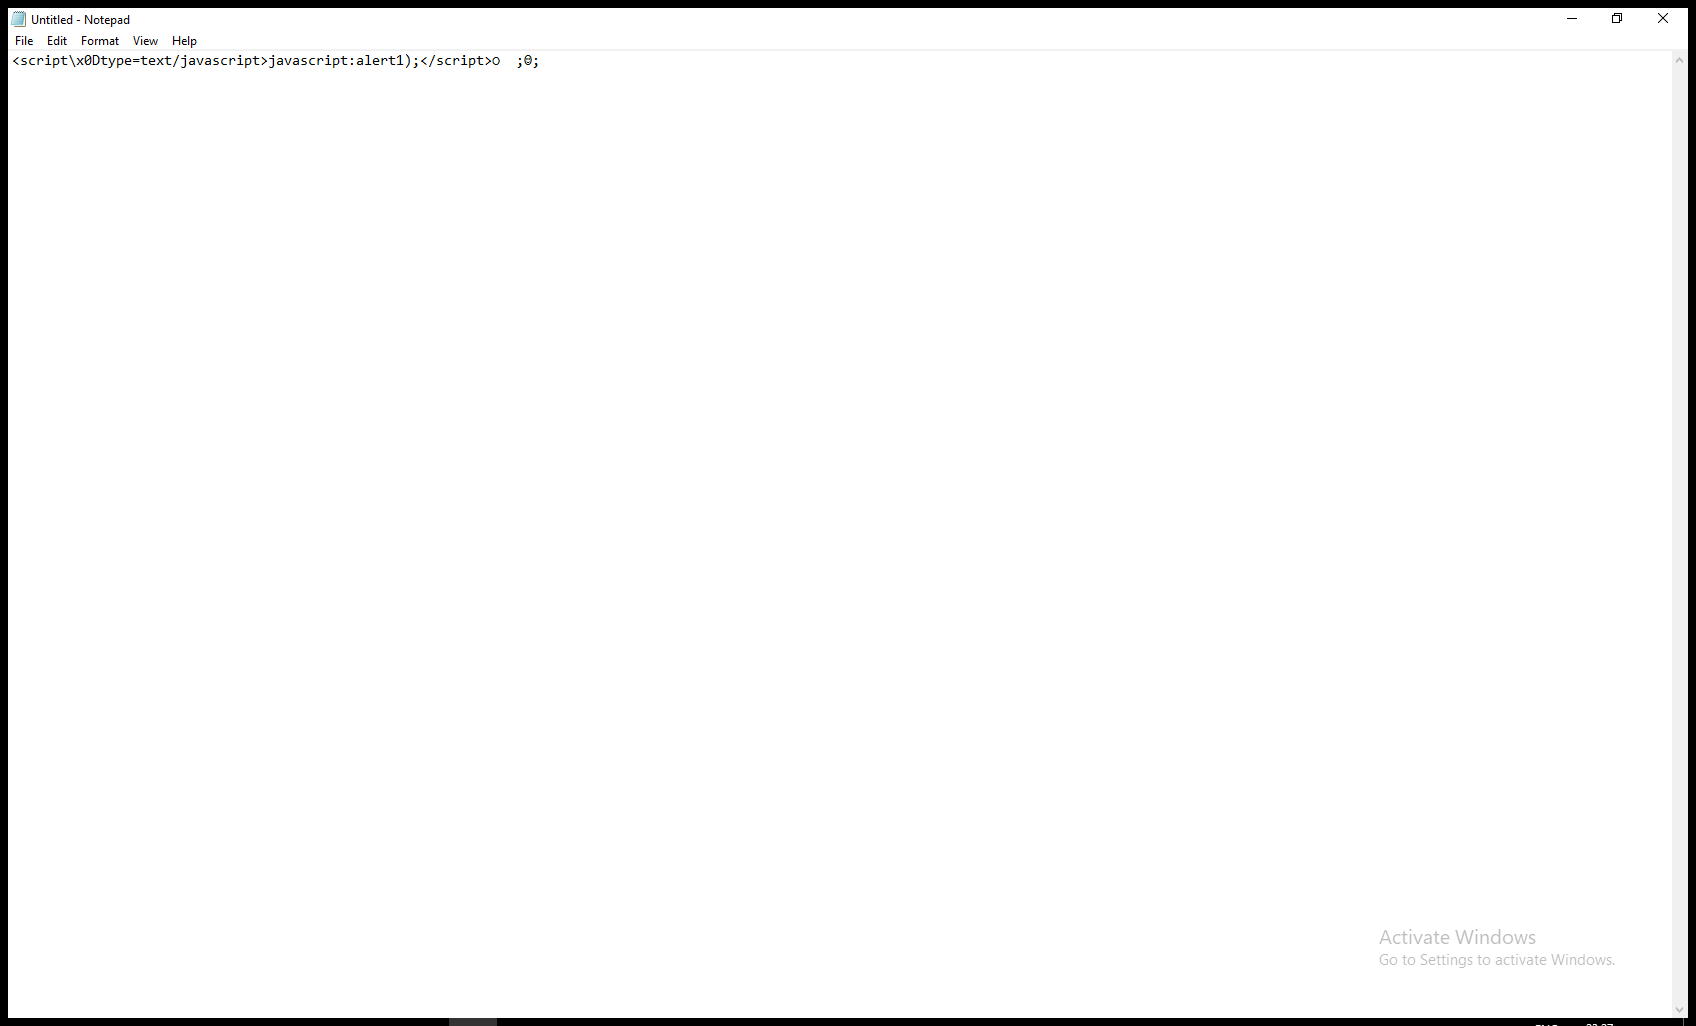 Untitled - Notepad
File Edit Format View Help
<script\x0Dtype=text/javascript>javascript:alert1);</script>o  ;0;
Activate Windows
Go to Settings to activate Windows.